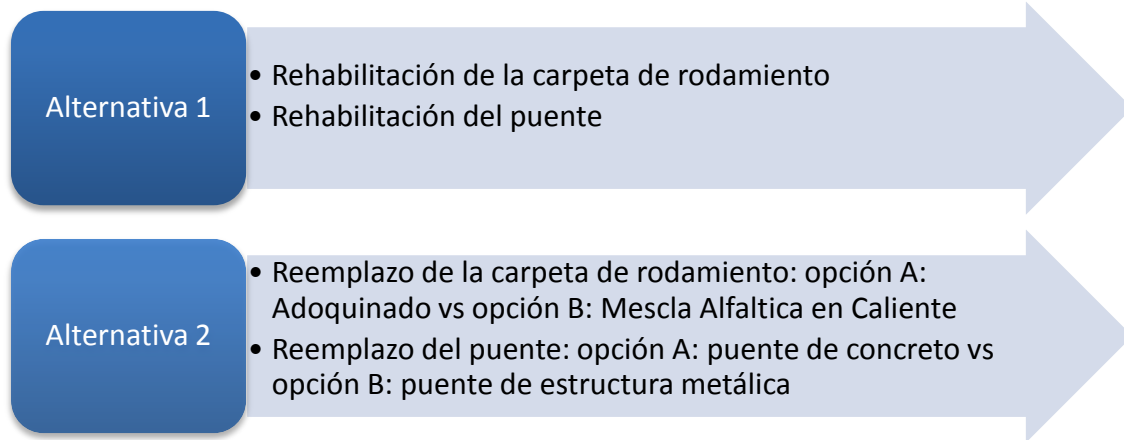 Alternativa 1
• Rehabilitación de la carpeta de rodamiento
• Rehabilitación del puente
Alternativa 2
• Reemplazo de la carpeta de rodamiento: opción A:
Adoquinado vs opción B: Mescla Alfaltica en Caliente
• Reemplazo del puente: opción A: puente de concreto vs
opción B: puente de estructura metálica